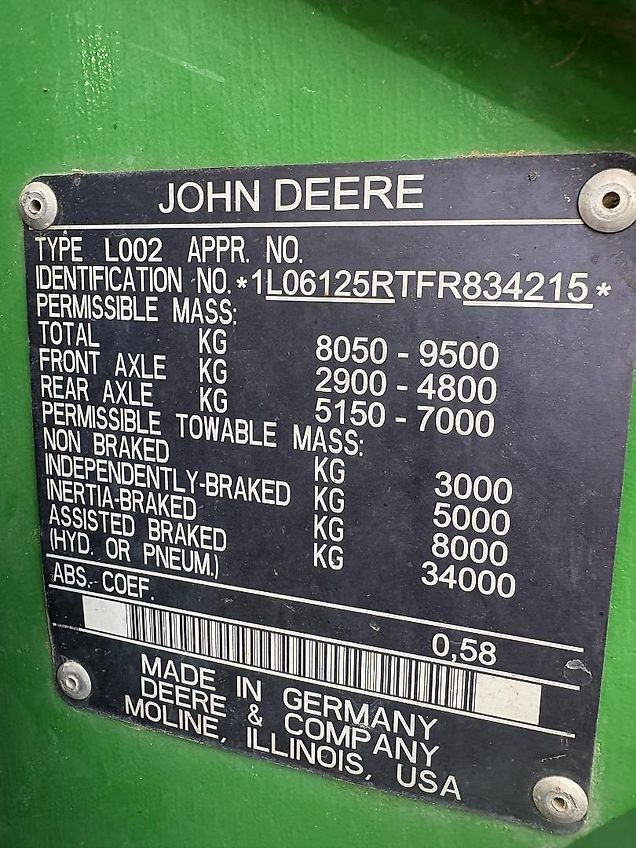 JOHN DEERE
TYPE L002 APPR. NO.
IDENTIFICATION NO. *1L06125RTFR834215*
PERMISSIBLE MASS:
TOTAL KG 8050 - 9500
FRONT AXLE KG 2900 - 4800
REAR AXLE KG 5150 - 7000
PERMISSIBLE TOWABLE MASS:
NON BRAKED KG 3000
INDEPENDENTLY-BRAKED KG 5000
INERTIA-BRAKED KG 8000
ASSISTED BRAKED KG 34000
(HYD. OR PNEUM.)
ABS.- COEF. 0,58
MADE IN GERMANY
DEERE & COMPANY
MOLINE, ILLINOIS, USA